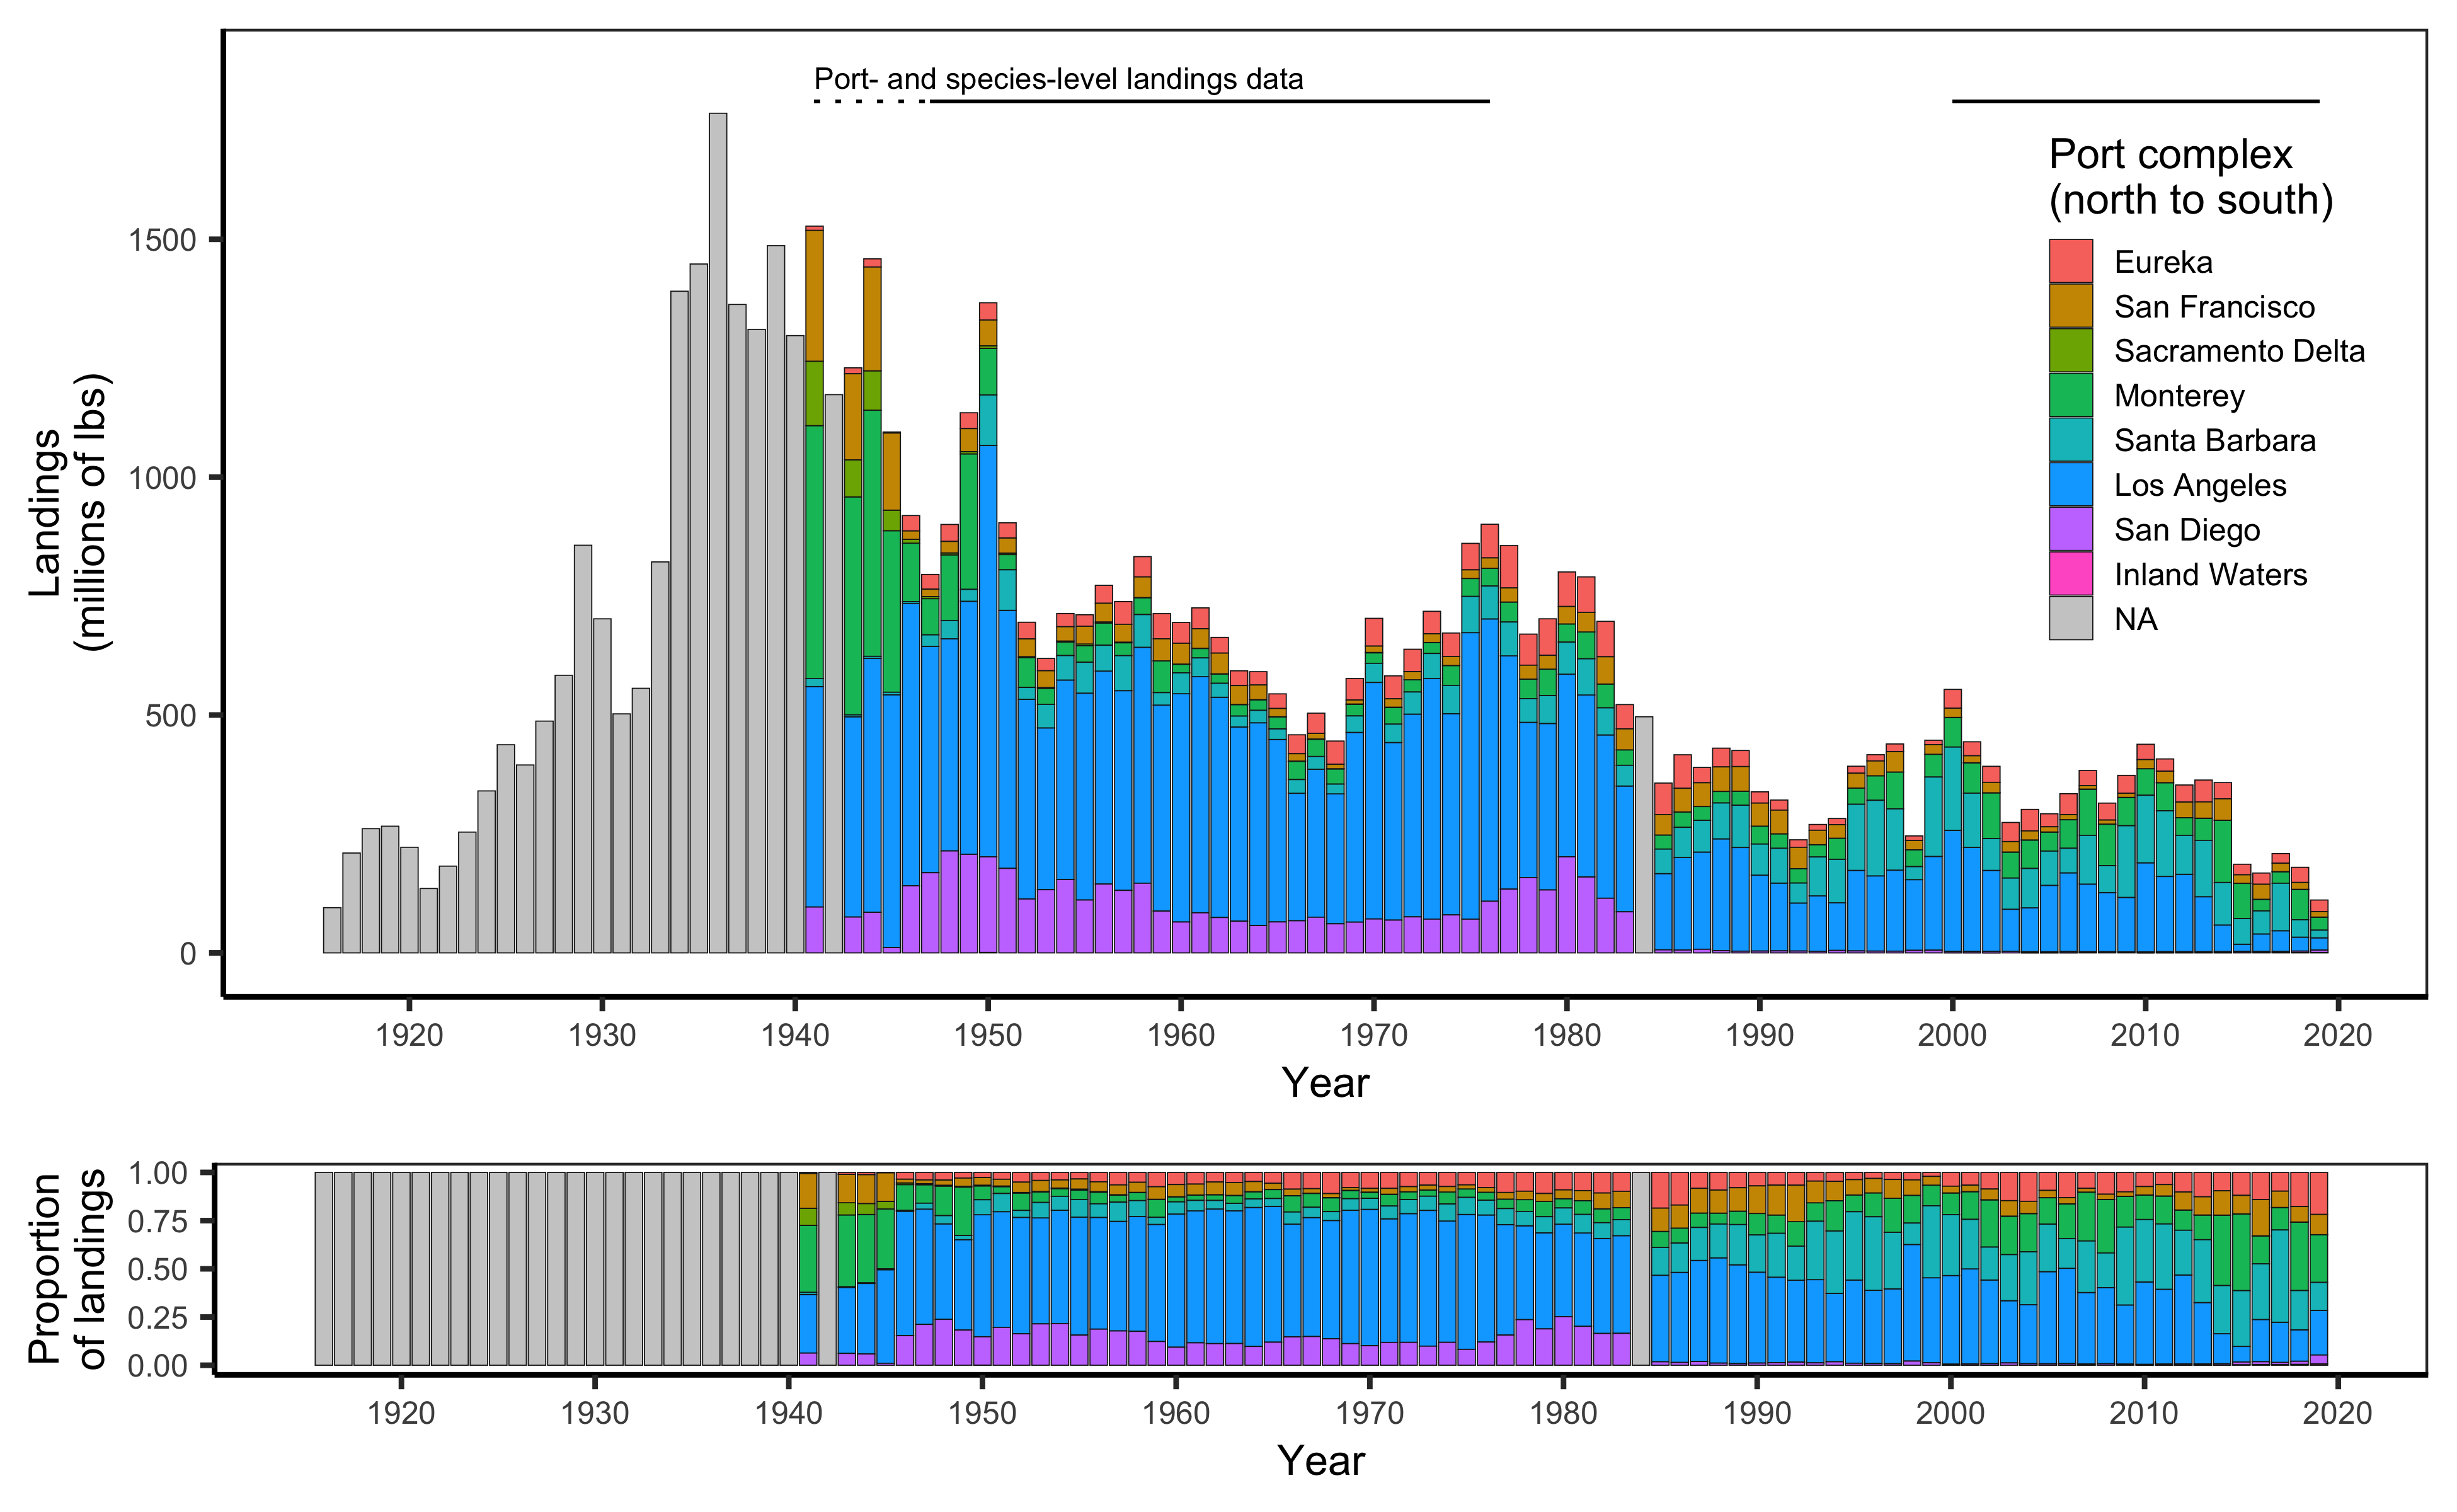 Port- and species-level landings data
Port complex
(north to south)
Eureka
San Francisco
Sacramento Delta
Monterey
Santa Barbara
Los Angeles
San Diego
Inland Waters
NA
Landings
(millions of lbs)
1500
1000
500
0
1920 1930 1940 1950 1960 1970 1980 1990 2000 2010 2020
Year
Proportion
of landings
1.00
0.75
0.50
0.25
0.00
1920 1930 1940 1950 1960 1970 1980 1990 2000 2010 2020
Year